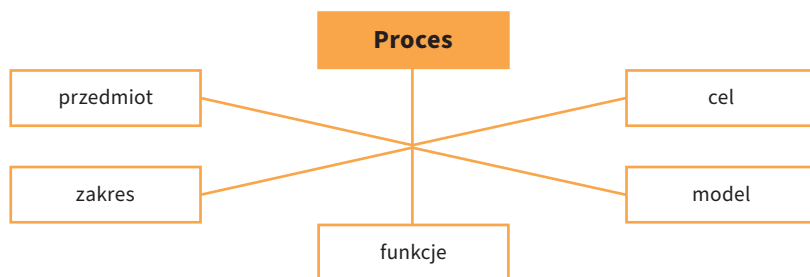 Proces
przedmiot
cel
zakres
model
funkcje